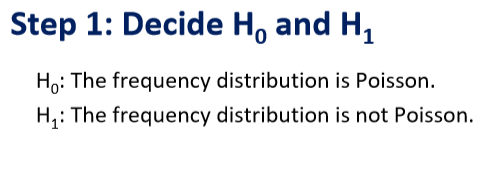 Step 1: Decide H₀ and H₁
H₀: The frequency distribution is Poisson.
H₁: The frequency distribution is not Poisson.